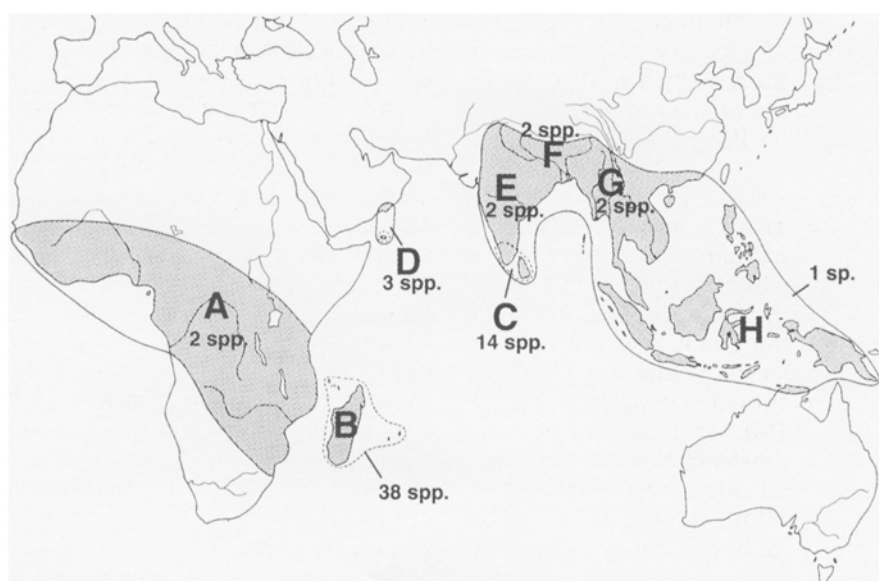 2 spp.
F
E
2 spp.
G
2 spp.
D
3 spp.
A
2 spp.
C
14 spp.
1 sp.
H
B
38 spp.